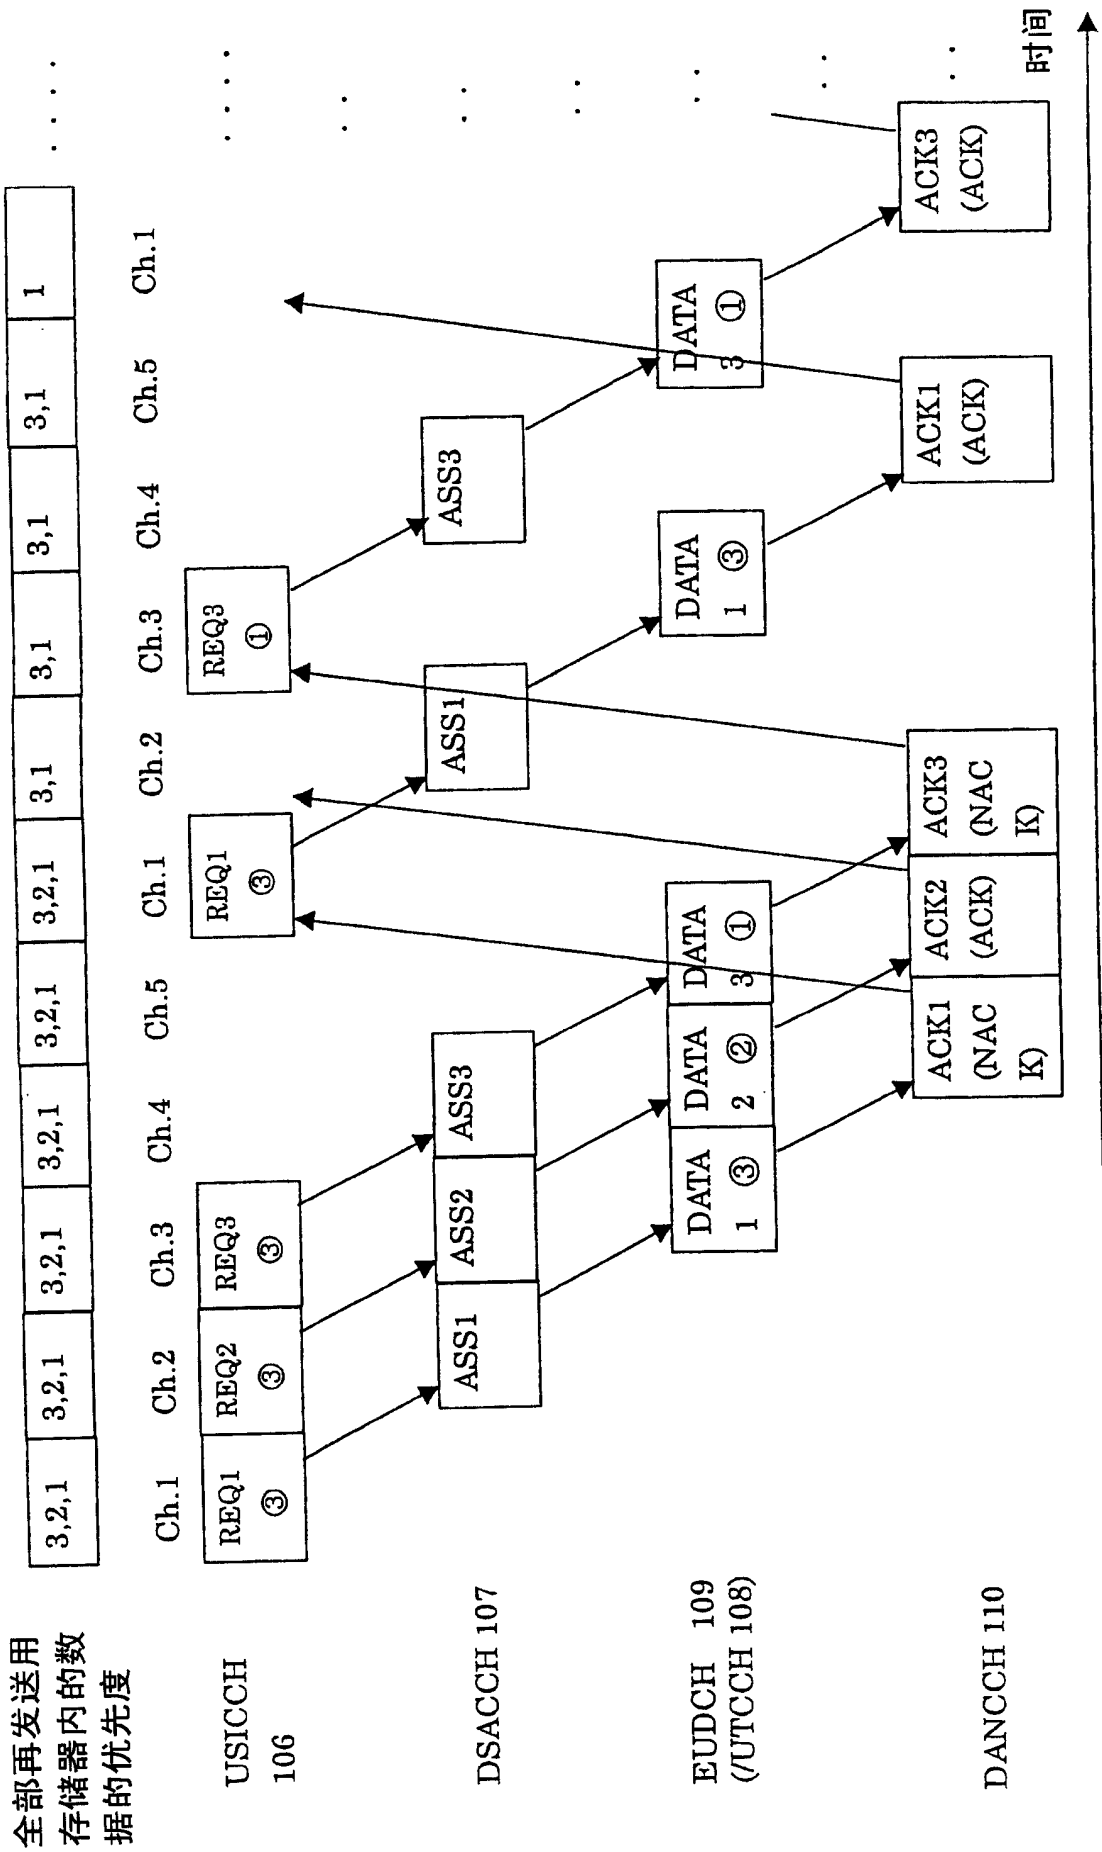 全部再发送用
存储器内的数
据的优先度
3,2,1 3,2,1 3,2,1 3,2,1 3,2,1 3,2,1 3,1 3,1 3,1 3,1 1 ....
Ch.1 Ch.2 Ch.3 Ch.4 Ch.5 Ch.1 Ch.2 Ch.3 Ch.4 Ch.5 Ch.1
USICCH
106
REQ1
③
REQ2
③
REQ3
③
REQ1
③
REQ3
①
....
..
DSACCH 107
ASS1
ASS2
ASS3
ASS1
ASS3
..
..
EUDCH 109
(/UTCCH 108)
DATA
1 ③
DATA
2 ②
DATA
3 ①
DATA
1 ③
DATA
3 ①
..
..
DANCCH 110
ACK1
(NAC
K)
ACK2
(ACK)
ACK3
(NAC
K)
ACK1
(ACK)
ACK3
(ACK)
..
时间